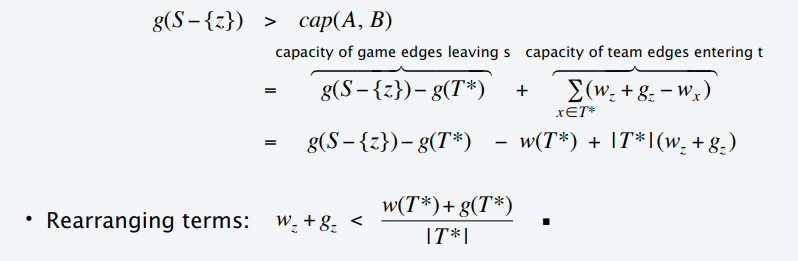 g(S − {z}) > cap(A, B)
capacity of game edges leaving s capacity of team edges entering t
= g(S − {z}) − g(T*) + ∑_{x∈T*} (w_z + g_z − w_x)
= g(S − {z}) − g(T*) − w(T*) + |T*|(w_z + g_z)
• Rearranging terms: w_z + g_z < \frac{w(T*) + g(T*)}{|T*|} ▪